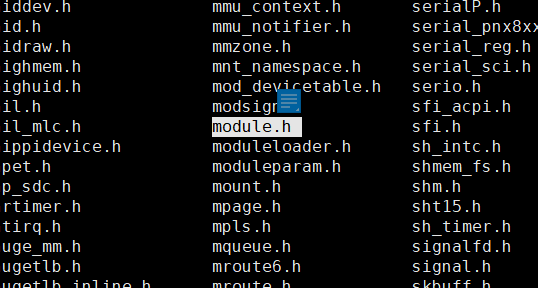 iddev.h mmu_context.h serialP.h
id.h mmu_notifier.h serial_pnx8xx
idraw.h mmzone.h serial_reg.h
ighmem.h mnt_namespace.h serial_sci.h
ighuid.h mod_devicetable.h serio.h
il.h modsign sfi_acpi.h
il_mlc.h module.h sfi.h
ippidevice.h moduleloader.h sh_intc.h
pet.h moduleparam.h shmem_fs.h
p_sdc.h mount.h shm.h
rtimer.h mpage.h sht15.h
tirq.h mpls.h sh_timer.h
uge_mm.h mqueue.h signalfd.h
ugetlb.h mroute6.h signal.h
ugetlb_inline.h mroute.h skbuff.h